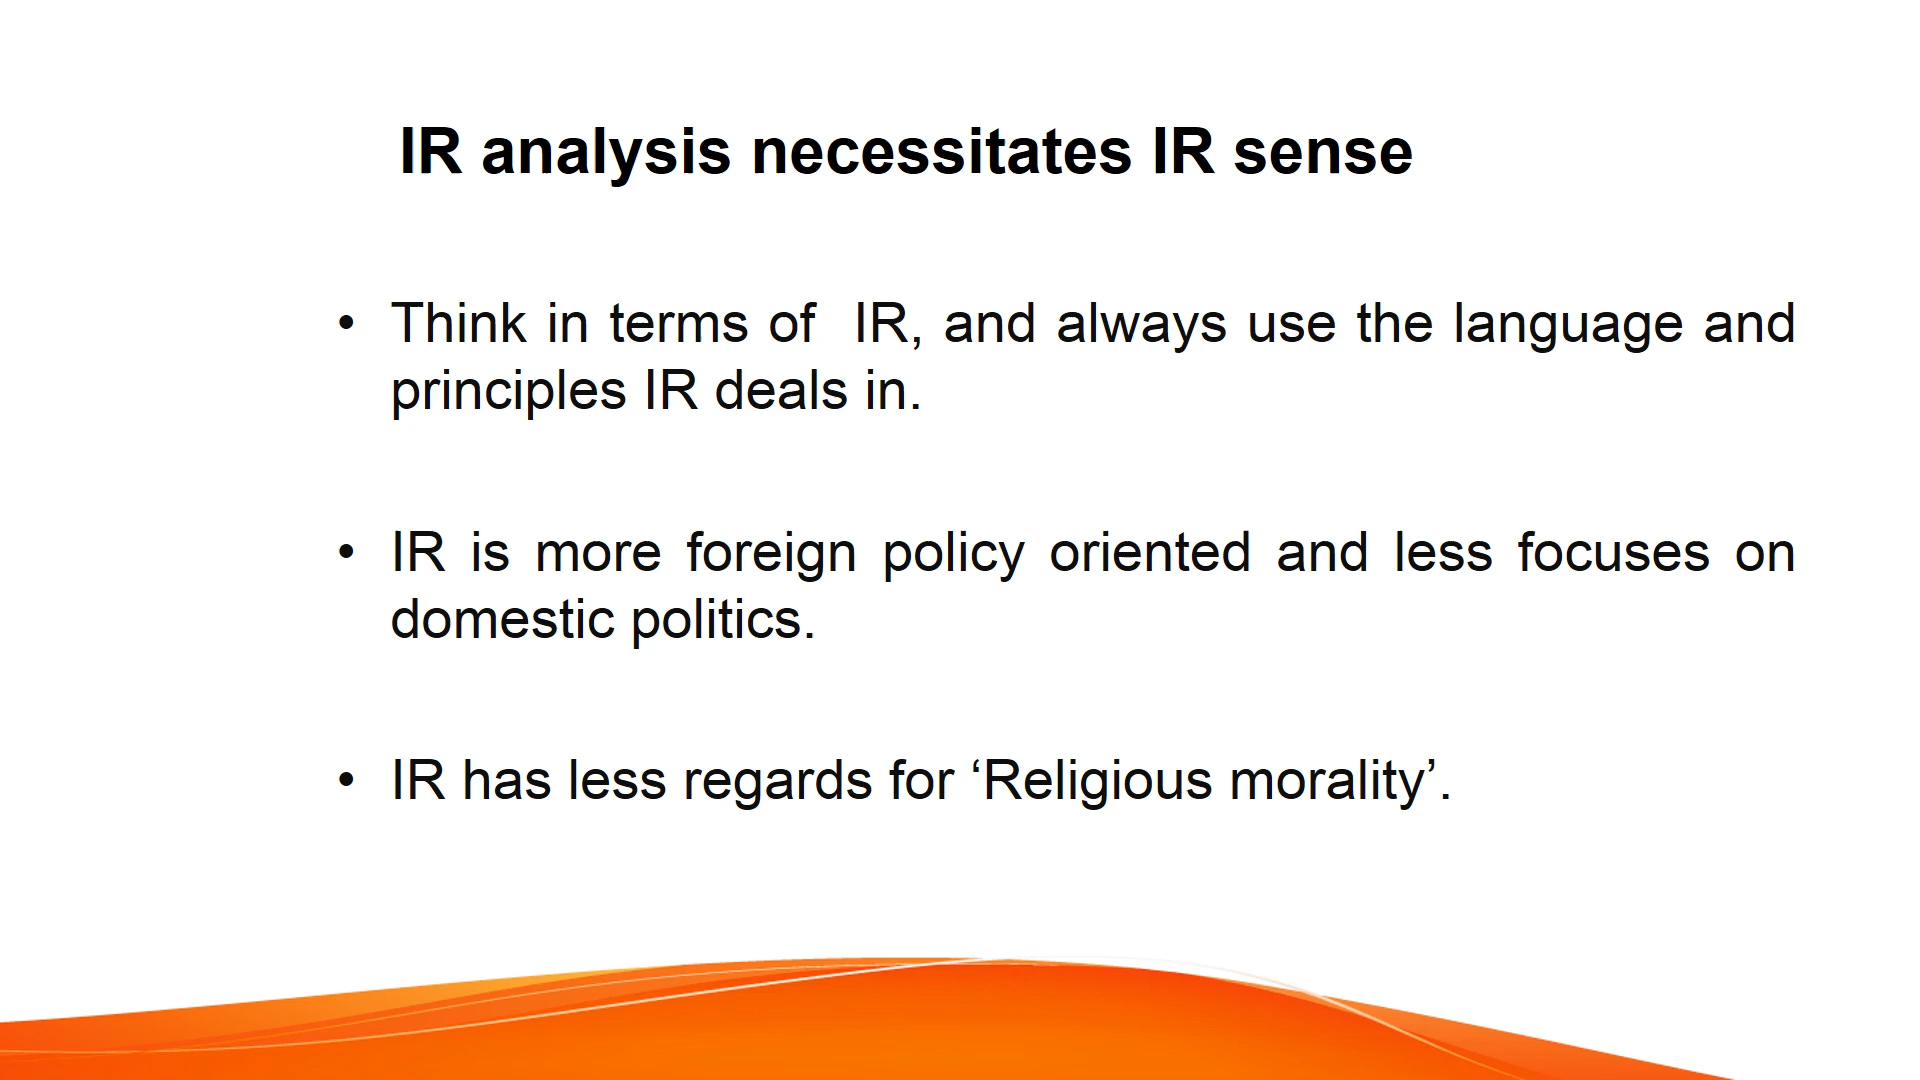 IR analysis necessitates IR sense
• Think in terms of  IR, and always use the language and
principles IR deals in.
• IR is more foreign policy oriented and less focuses on
domestic politics.
• IR has less regards for ‘Religious morality’.